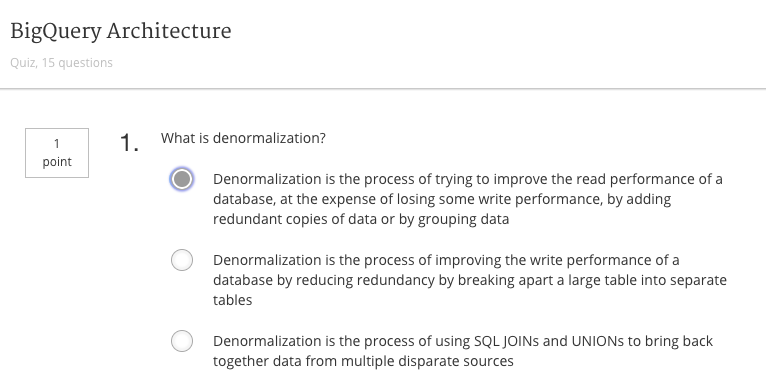 BigQuery Architecture
Quiz, 15 questions
1
point
1.
What is denormalization?
Denormalization is the process of trying to improve the read performance of a
database, at the expense of losing some write performance, by adding
redundant copies of data or by grouping data
Denormalization is the process of improving the write performance of a
database by reducing redundancy by breaking apart a large table into separate
tables
Denormalization is the process of using SQL JOINs and UNIONs to bring back
together data from multiple disparate sources